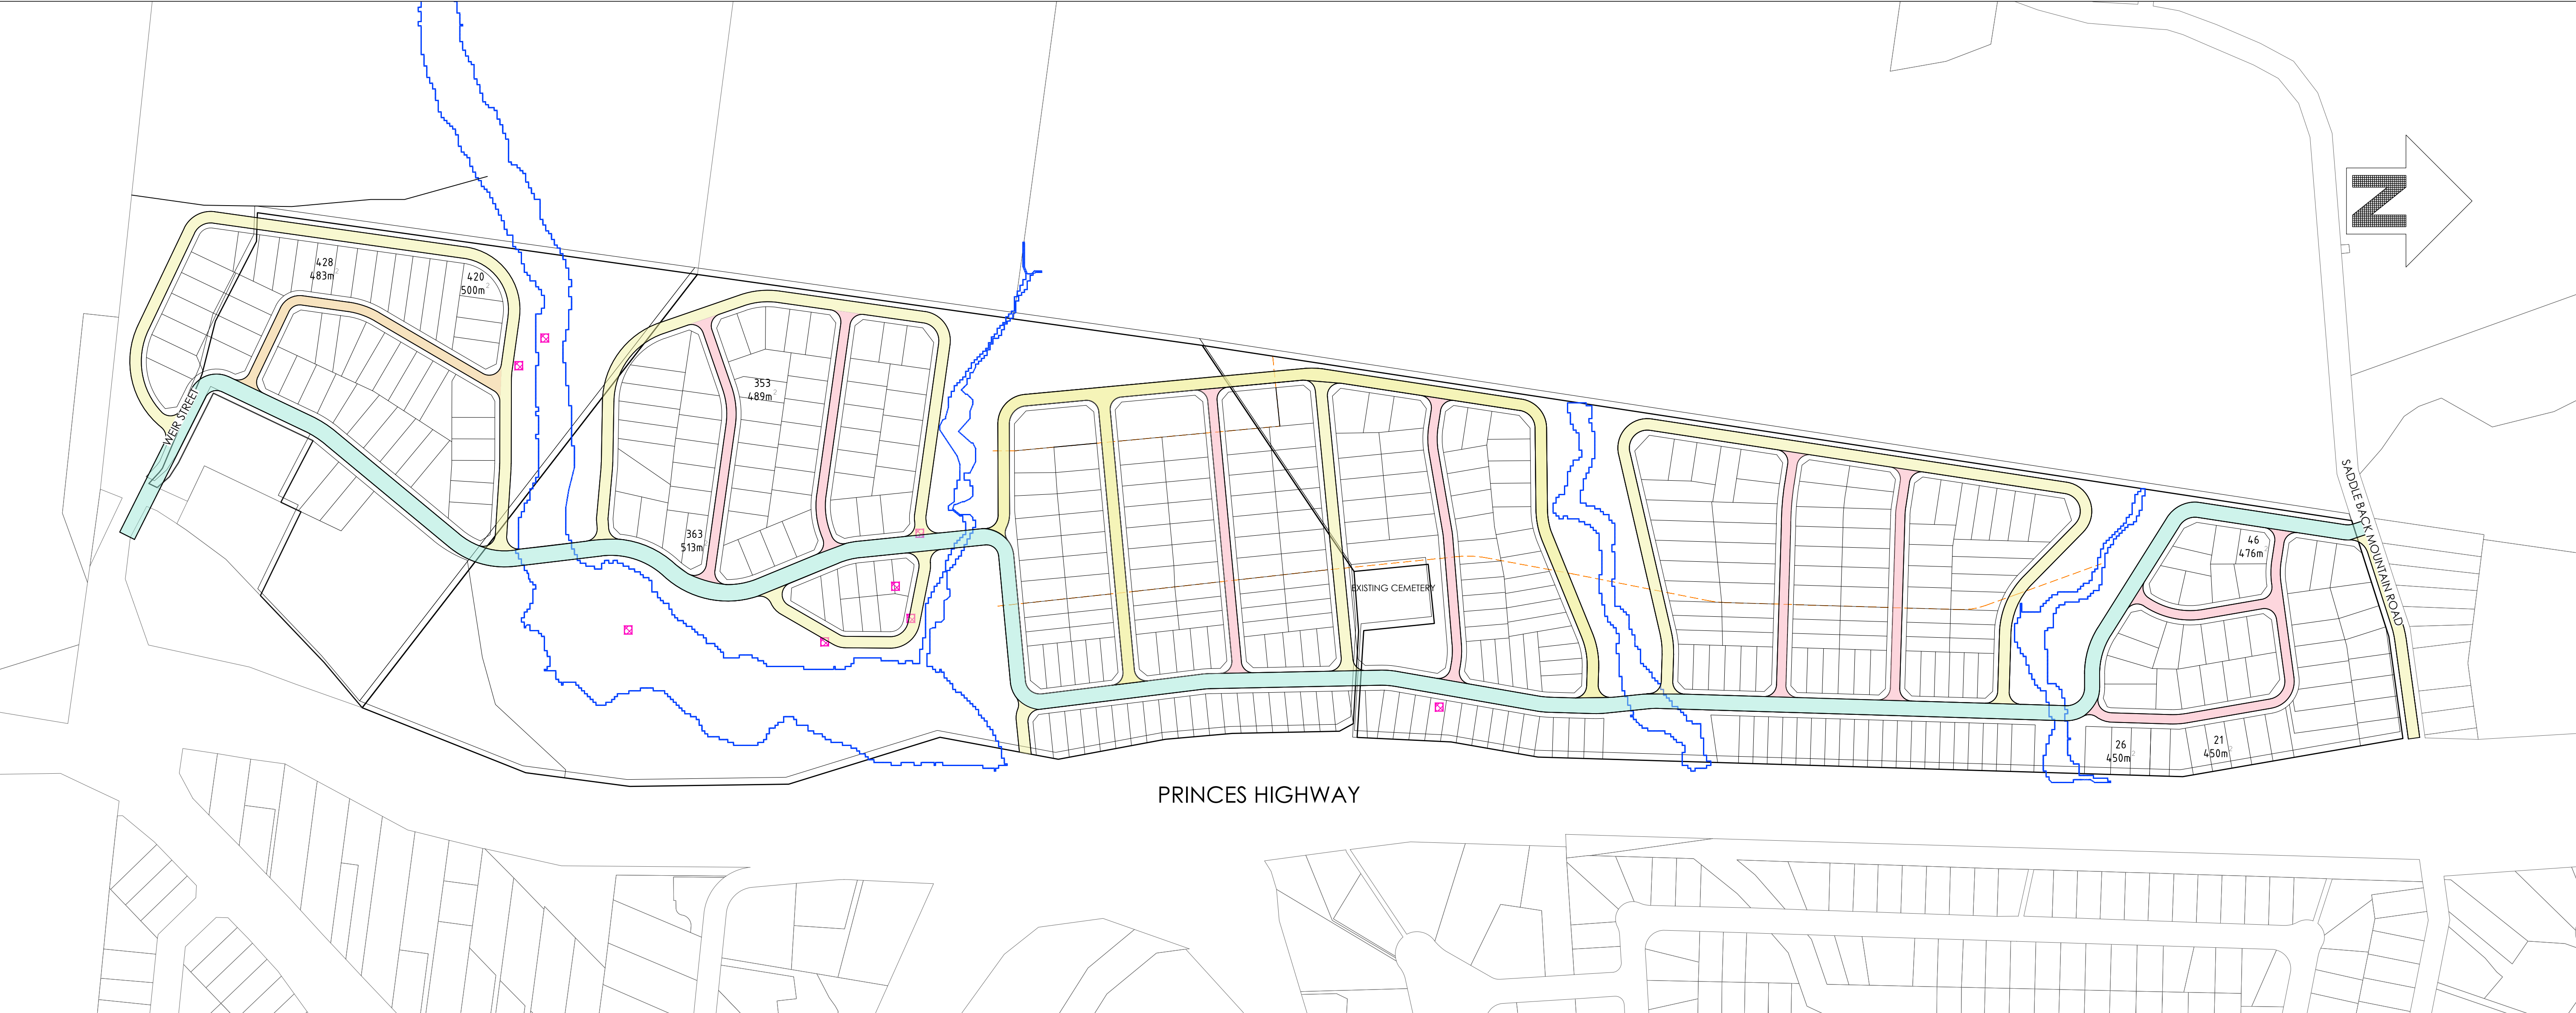 N
428
483m²
420
500m²
WEIR STREET
353
489m²
363
513m²
EXISTING CEMETERY
SADDLE BACK MOUNTAIN ROAD
46
476m²
26
450m²
21
450m²
PRINCES HIGHWAY